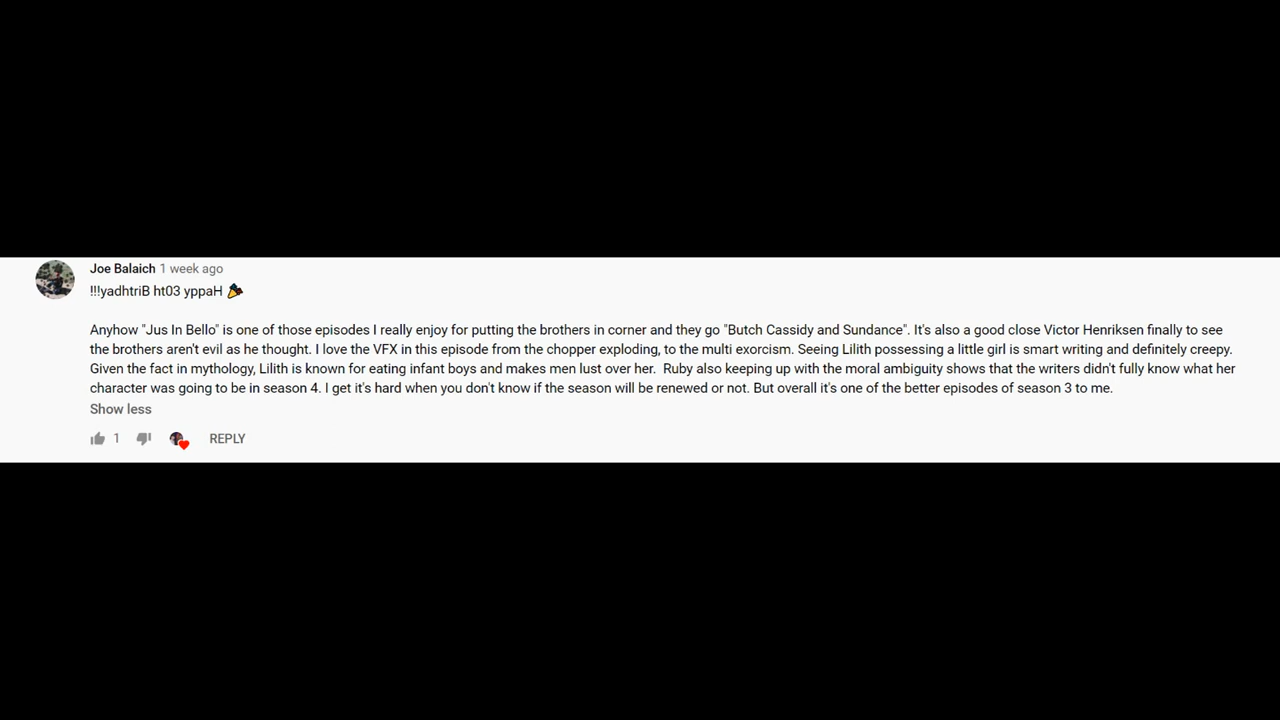 Joe Balaich 1 week ago
!!!yadhtriB ht03 yppaH 🎉
Anyhow "Jus In Bello" is one of those episodes I really enjoy for putting the brothers in corner and they go "Butch Cassidy and Sundance". It's also a good close Victor Henriksen finally to see
the brothers aren't evil as he thought. I love the VFX in this episode from the chopper exploding, to the multi exorcism. Seeing Lilith possessing a little girl is smart writing and definitely creepy.
Given the fact in mythology, Lilith is known for eating infant boys and makes men lust over her.  Ruby also keeping up with the moral ambiguity shows that the writers didn't fully know what her
character was going to be in season 4. I get it's hard when you don't know if the season will be renewed or not. But overall it's one of the better episodes of season 3 to me.
Show less
1 REPLY